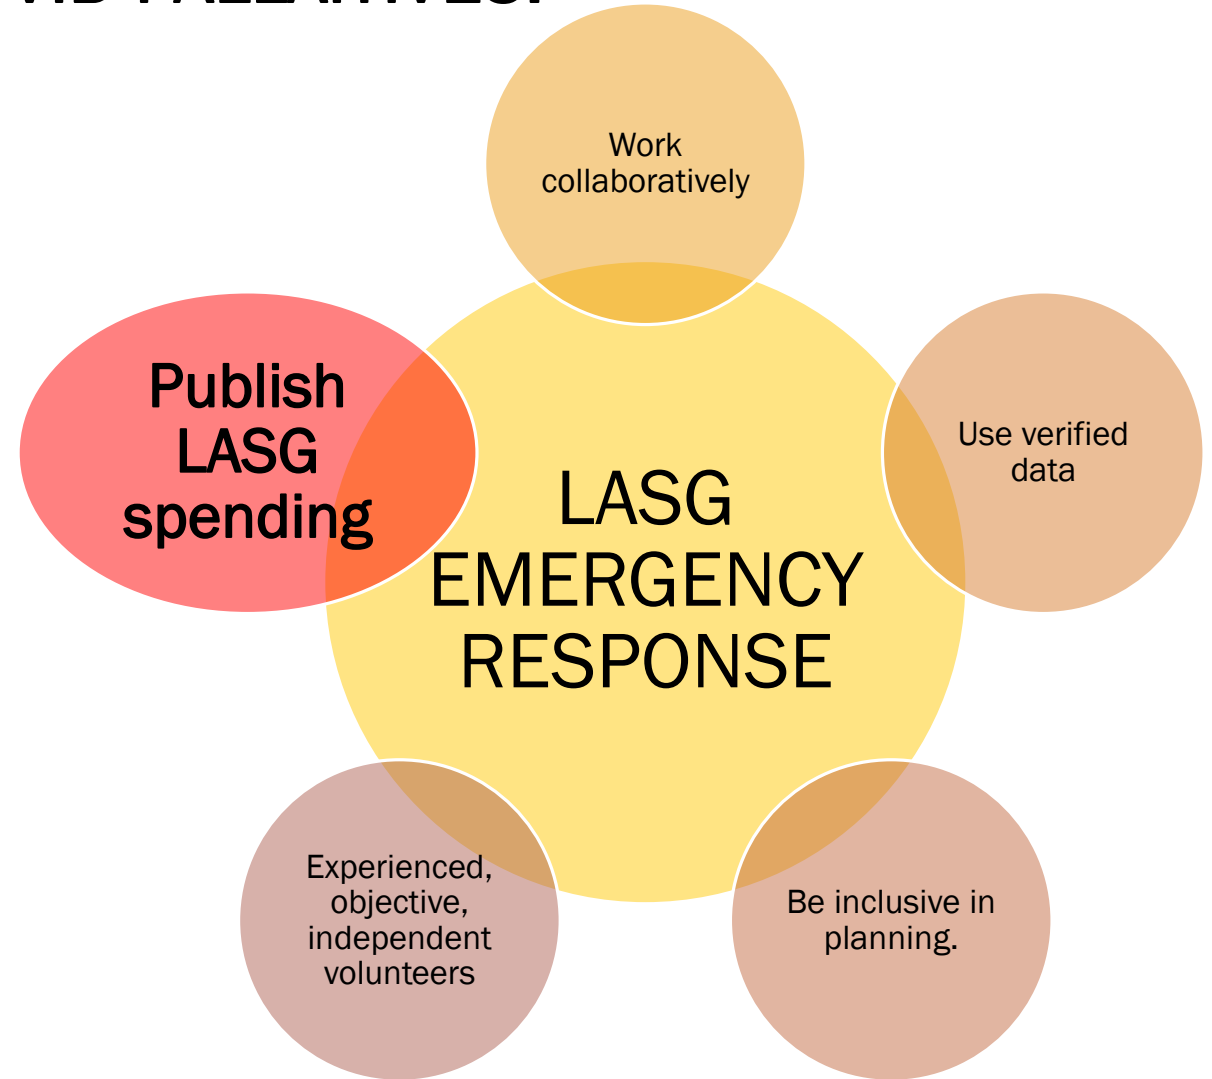 Work
collaboratively
Publish
LASG
spending
Use verified
data
LASG
EMERGENCY
RESPONSE
Experienced,
objective,
independent
volunteers
Be inclusive in
planning.